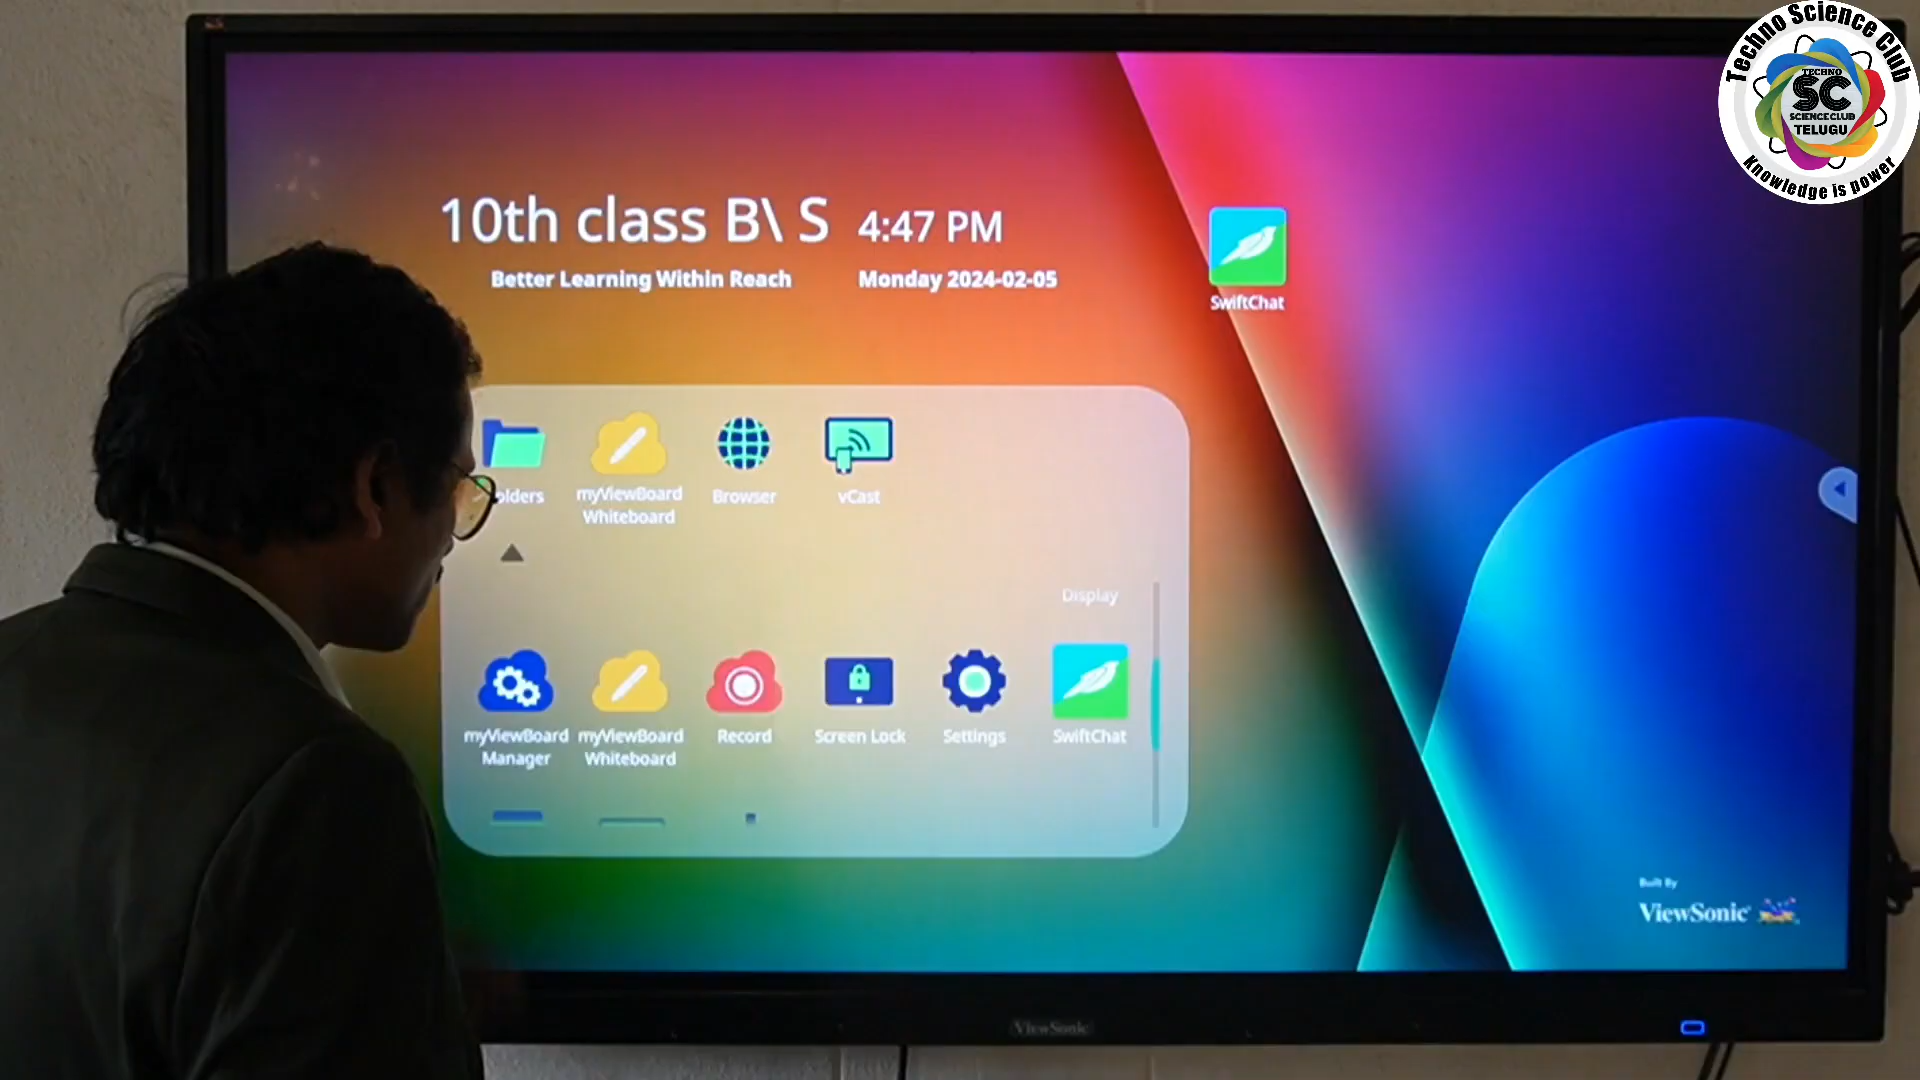 Techno Science Club
TECHNO
SC
SCIENCE CLUB
TELUGU
Knowledge is power
10th class B\ S 4:47 PM
Better Learning Within Reach Monday 2024-02-05
SwiftChat
myViewBoard Whiteboard
Browser
vCast
Display
myViewBoard Manager
myViewBoard Whiteboard
Record
Screen Lock
Settings
SwiftChat
Built By
ViewSonic
ViewSonic